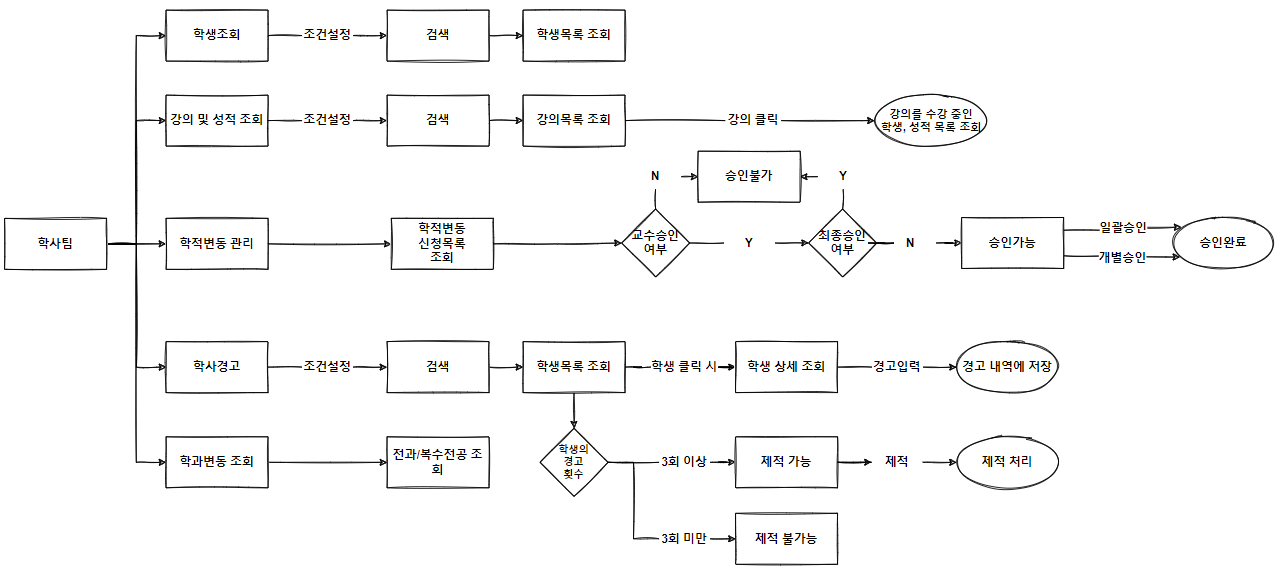 학생조회
조건설정
검색
학생목록 조회
강의 및 성적 조회
조건설정
검색
강의목록 조회
강의 클릭
강의를 수강 중인
학생, 성적 목록 조회
N
승인불가
Y
학사팀
학적변동 관리
학적변동
신청목록
조회
교수승인
여부
Y
최종승인
여부
N
승인가능
일괄승인
개별승인
승인완료
학사경고
조건설정
검색
학생목록 조회
학생 클릭 시
학생 상세 조회
경고입력
경고 내역에 저장
학과변동 조회
전과/복수전공 조
회
학생의
경고
횟수
3회 이상
제적 가능
제적
제적 처리
3회 미만
제적 불가능